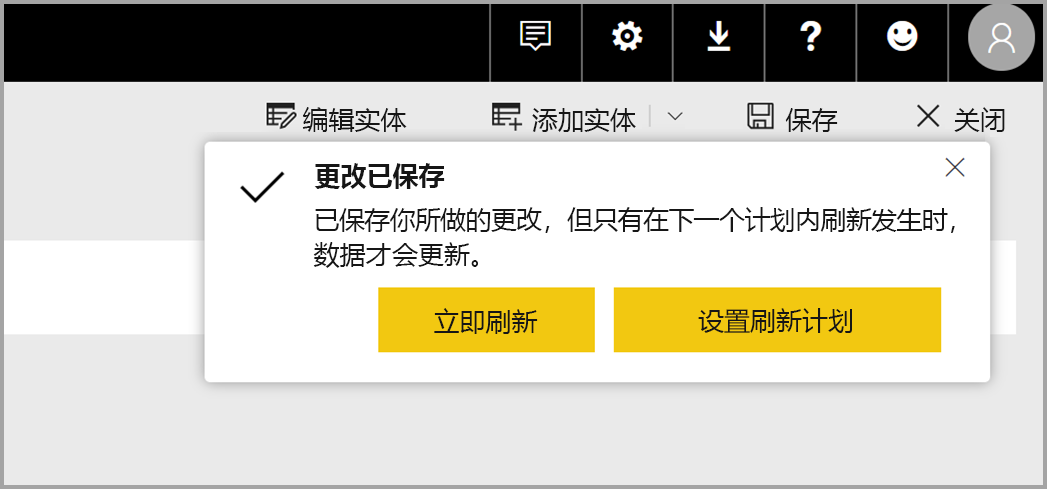 编辑实体 添加实体 保存 关闭
更改已保存
已保存你所做的更改，但只有在下一个计划内刷新发生时，
数据才会更新。
立即刷新 设置刷新计划